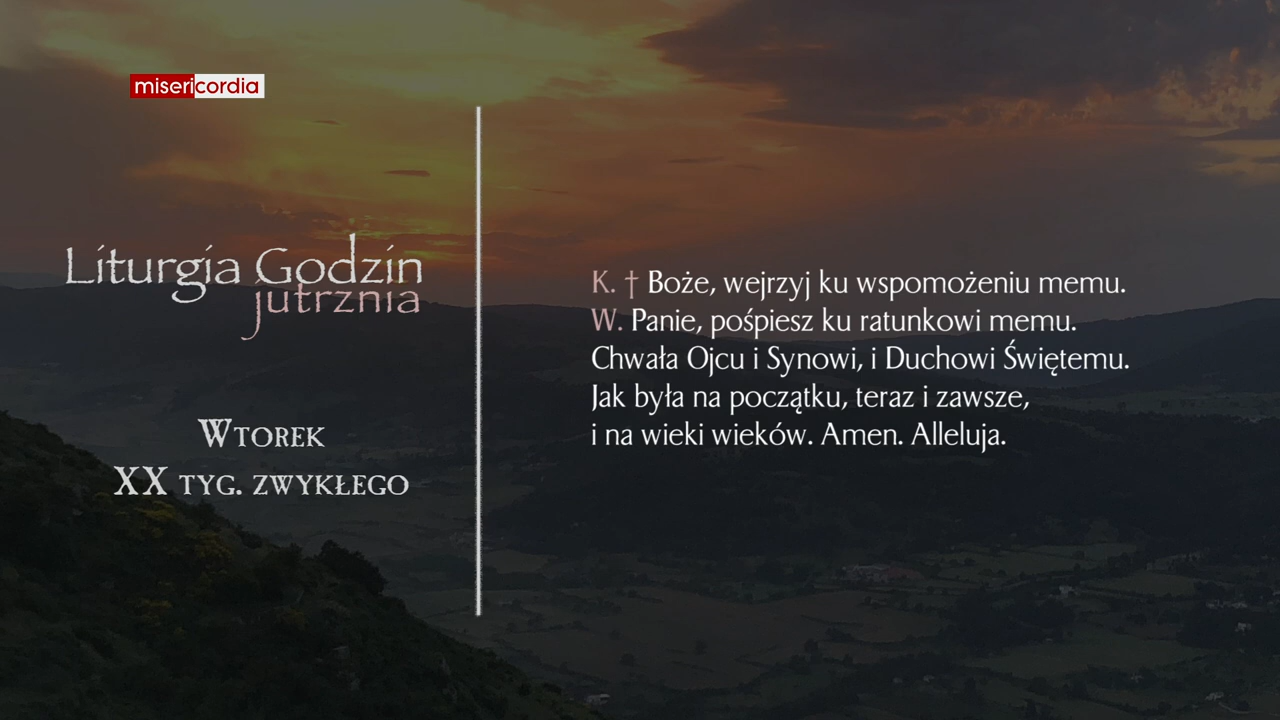 misericordia
Liturgia Godzin
jutrznia
Wtorek
XX tyg. zwykłego
K. † Boże, wejrzyj ku wspomożeniu memu.
W. Panie, pośpiesz ku ratunkowi memu.
Chwała Ojcu i Synowi, i Duchowi Świętemu.
Jak była na początku, teraz i zawsze,
i na wieki wieków. Amen. Alleluja.